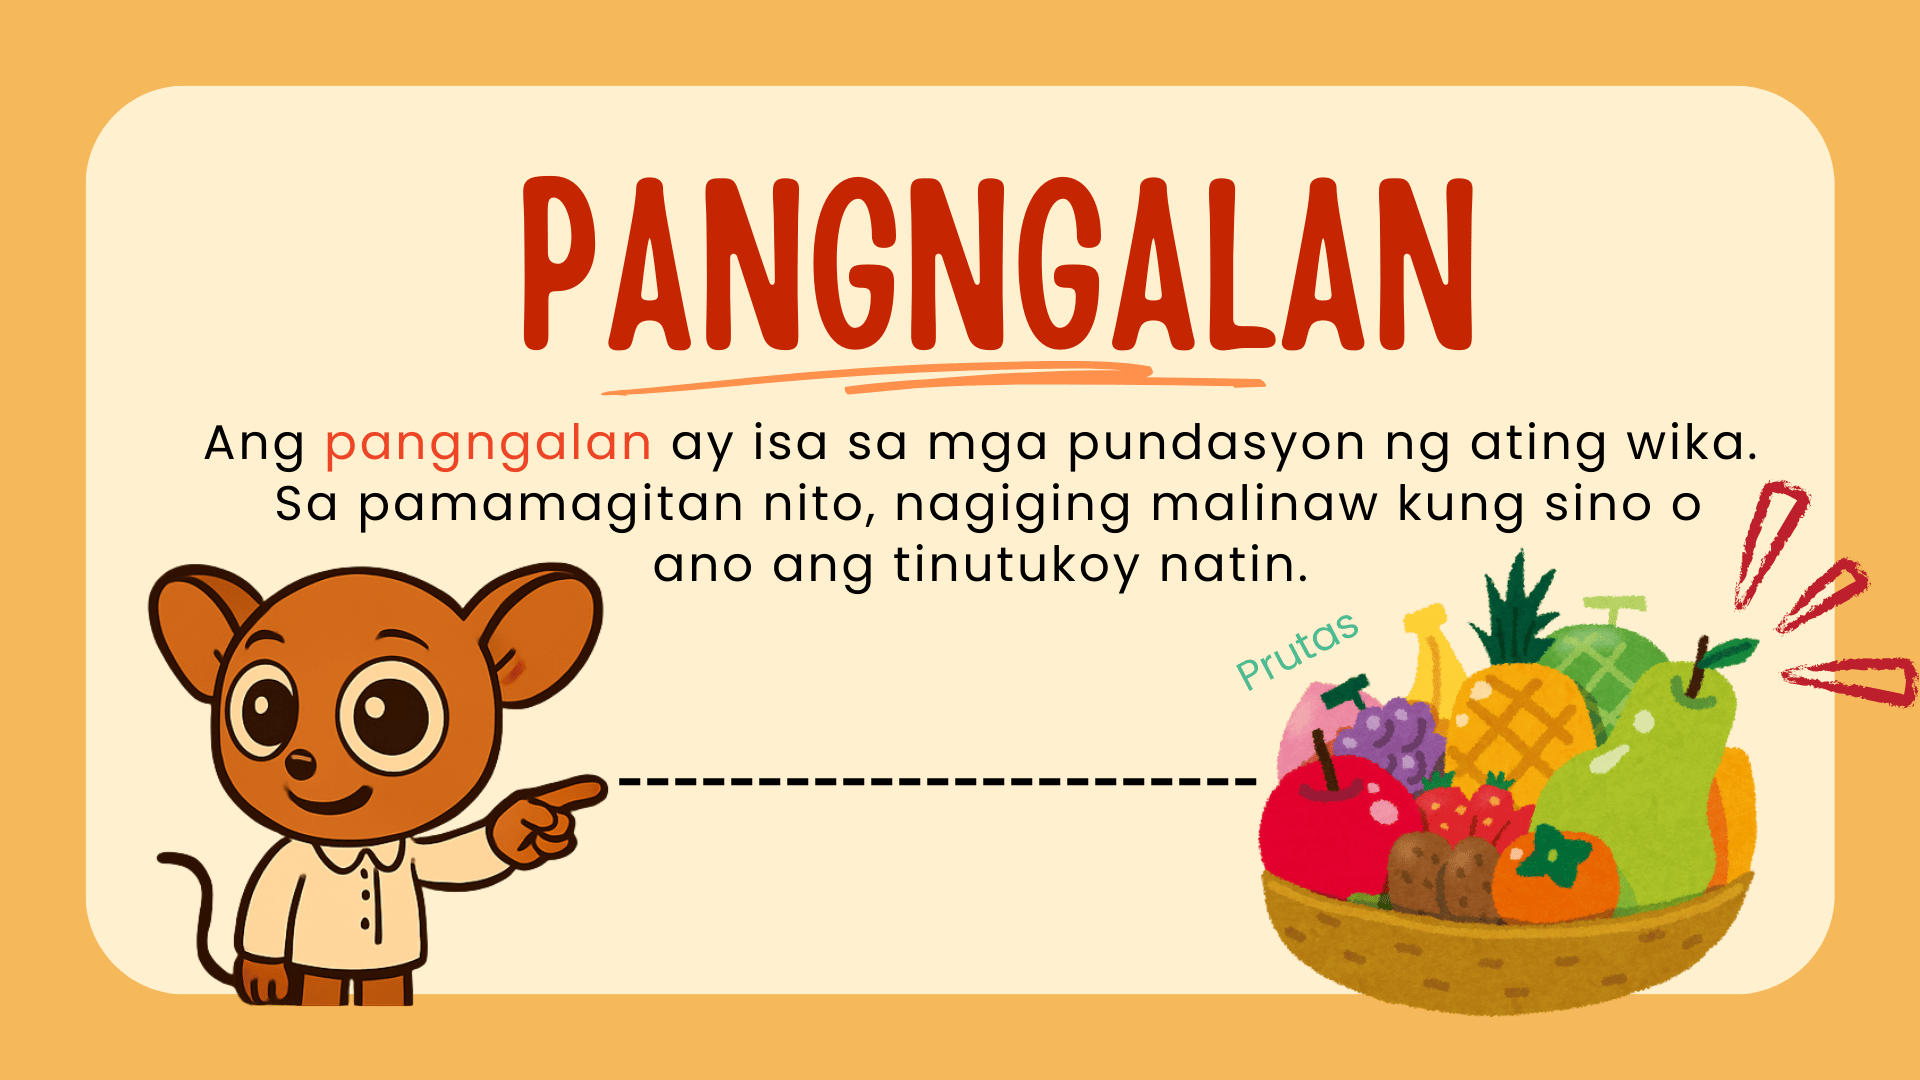 PANGNGALAN
Ang pangngalan ay isa sa mga pundasyon ng ating wika.
Sa pamamagitan nito, nagiging malinaw kung sino o
ano ang tinutukoy natin.
Prutas